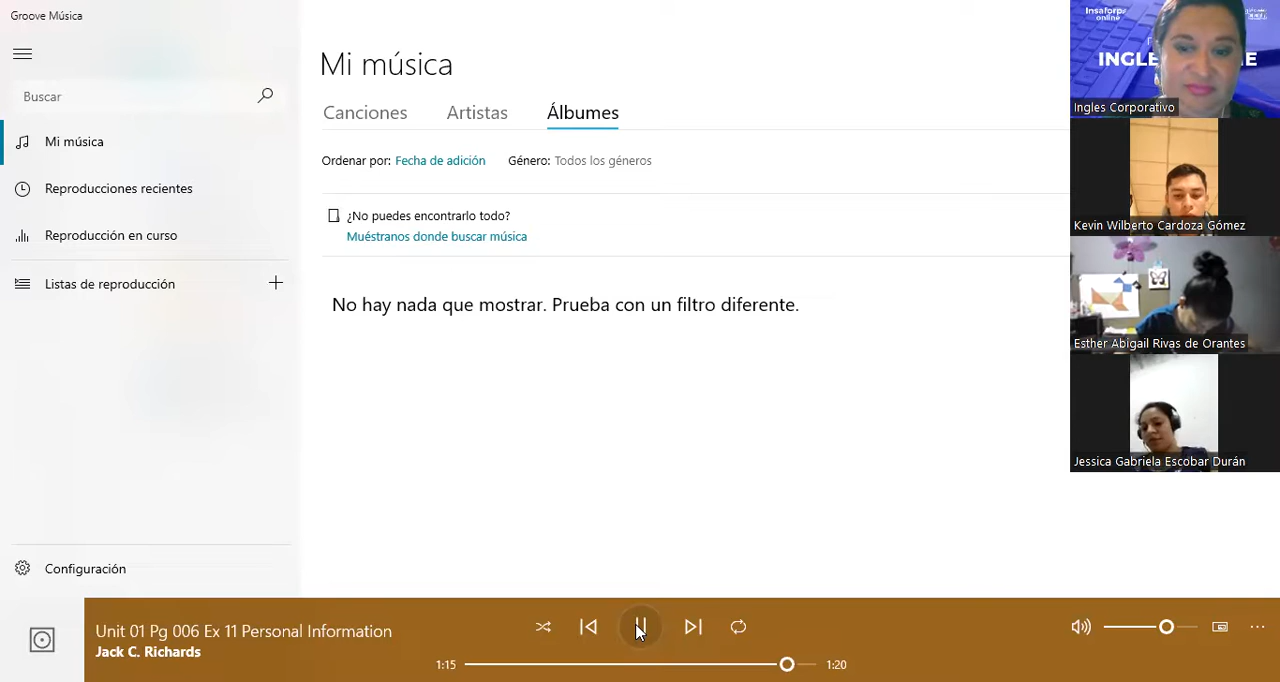 Groove Música
Buscar
Mi música
Reproducciones recientes
Reproducción en curso
Listas de reproducción
Configuración
Mi música
Canciones Artistas Álbumes
Ordenar por: Fecha de adición Género: Todos los géneros
¿No puedes encontrarlo todo?
Muéstranos donde buscar música
No hay nada que mostrar. Prueba con un filtro diferente.
Insaforp
online
Ingles Corporativo
Kevin Wilberto Cardoza Gómez
Esther Abigail Rivas de Orantes
Jessica Gabriela Escobar Durán
Unit 01 Pg 006 Ex 11 Personal Information
Jack C. Richards
1:15 1:20